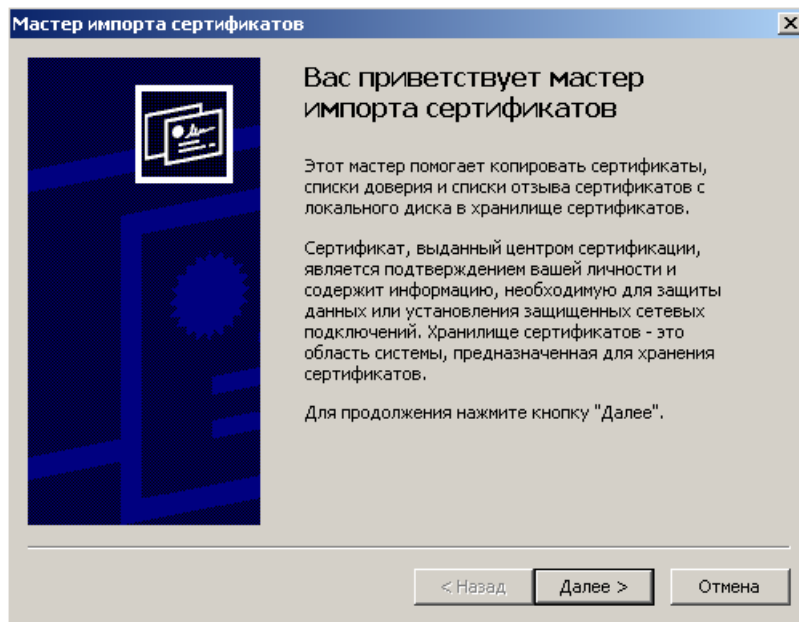 Мастер импорта сертификатов
Вас приветствует мастер
импорта сертификатов
Этот мастер помогает копировать сертификаты,
списки доверия и списки отзыва сертификатов с
локального диска в хранилище сертификатов.
Сертификат, выданный центром сертификации,
является подтверждением вашей личности и
содержит информацию, необходимую для защиты
данных или установления защищенных сетевых
подключений. Хранилище сертификатов - это
область системы, предназначенная для хранения
сертификатов.
Для продолжения нажмите кнопку "Далее".
< Назад Далее > Отмена